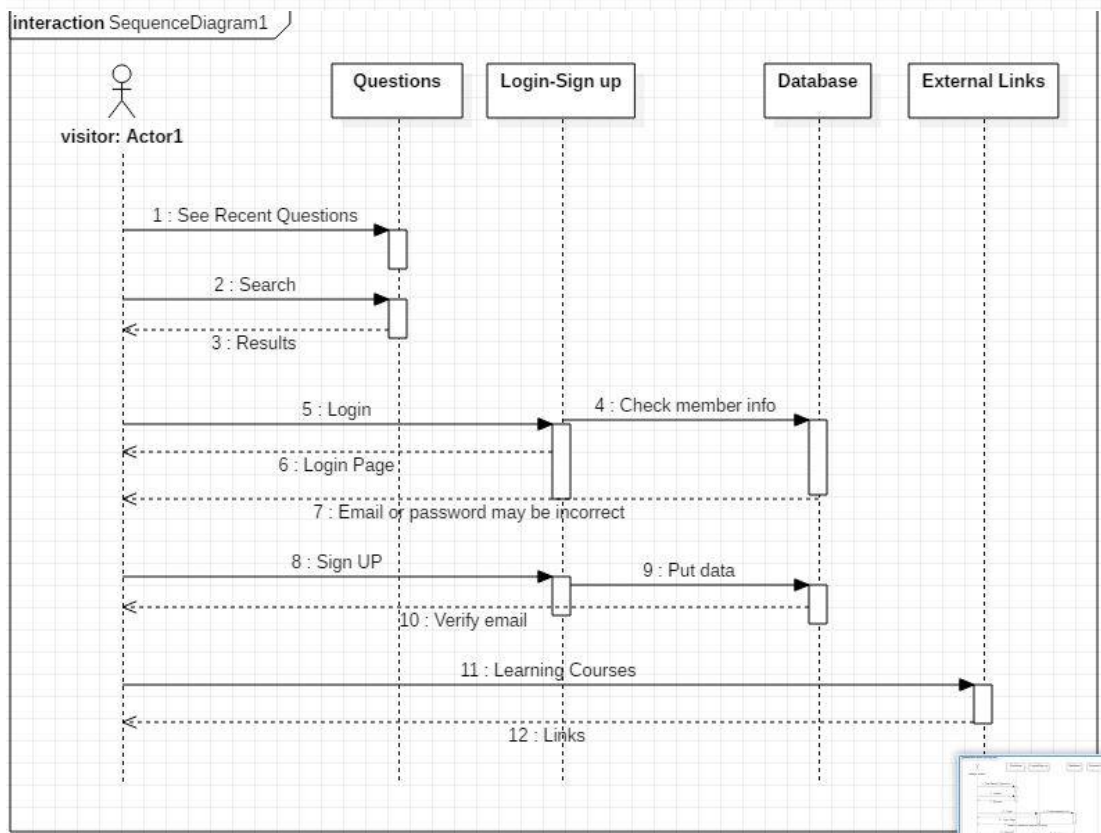 interaction SequenceDiagram1
Questions
Login-Sign up
Database
External Links
visitor: Actor1
1 : See Recent Questions
2 : Search
3 : Results
5 : Login
4 : Check member info
6 : Login Page
7 : Email or password may be incorrect
8 : Sign UP
9 : Put data
10 : Verify email
11 : Learning Courses
12 : Links